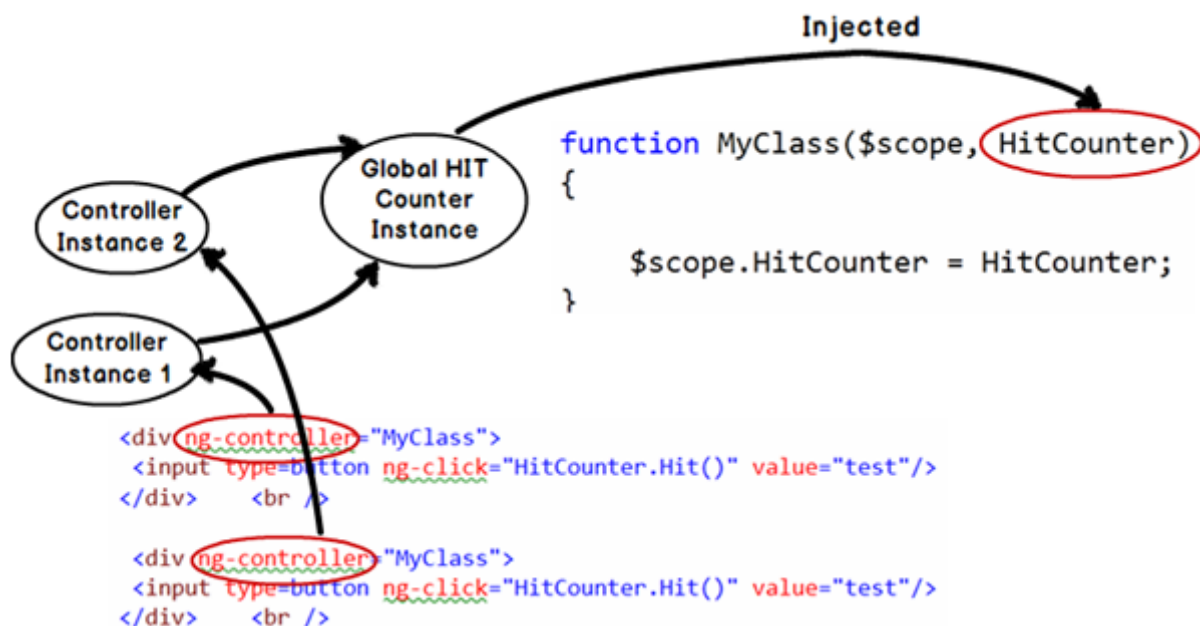 Injected
function MyClass($scope, HitCounter)
{
$scope.HitCounter = HitCounter;
}
Global HIT
Counter
Instance
Controller
Instance 2
Controller
Instance 1
<div ng-controller="MyClass">
<input type=button ng-click="HitCounter.Hit()" value="test"/>
</div> <br />
<div ng-controller="MyClass">
<input type=button ng-click="HitCounter.Hit()" value="test"/>
</div> <br />